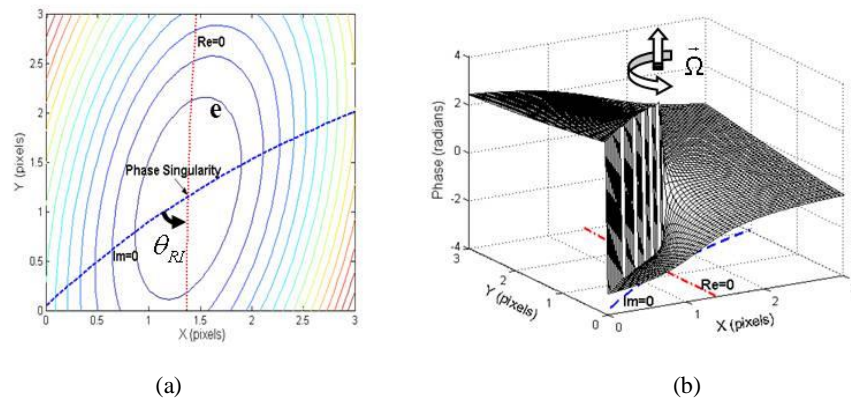 3
2.5
2
1.5
1
0.5
0
Y (pixels)
Re=0
e
Phase Singularity
θRI
Im=0
0 0.5 1 1.5 2 2.5 3
X (pixels)
(a)
4
2
0
-2
-4
Phase (radians)
Ω
3
2
1
0
Y (pixels)
Im=0
Re=0
0
1
2
3
X (pixels)
(b)